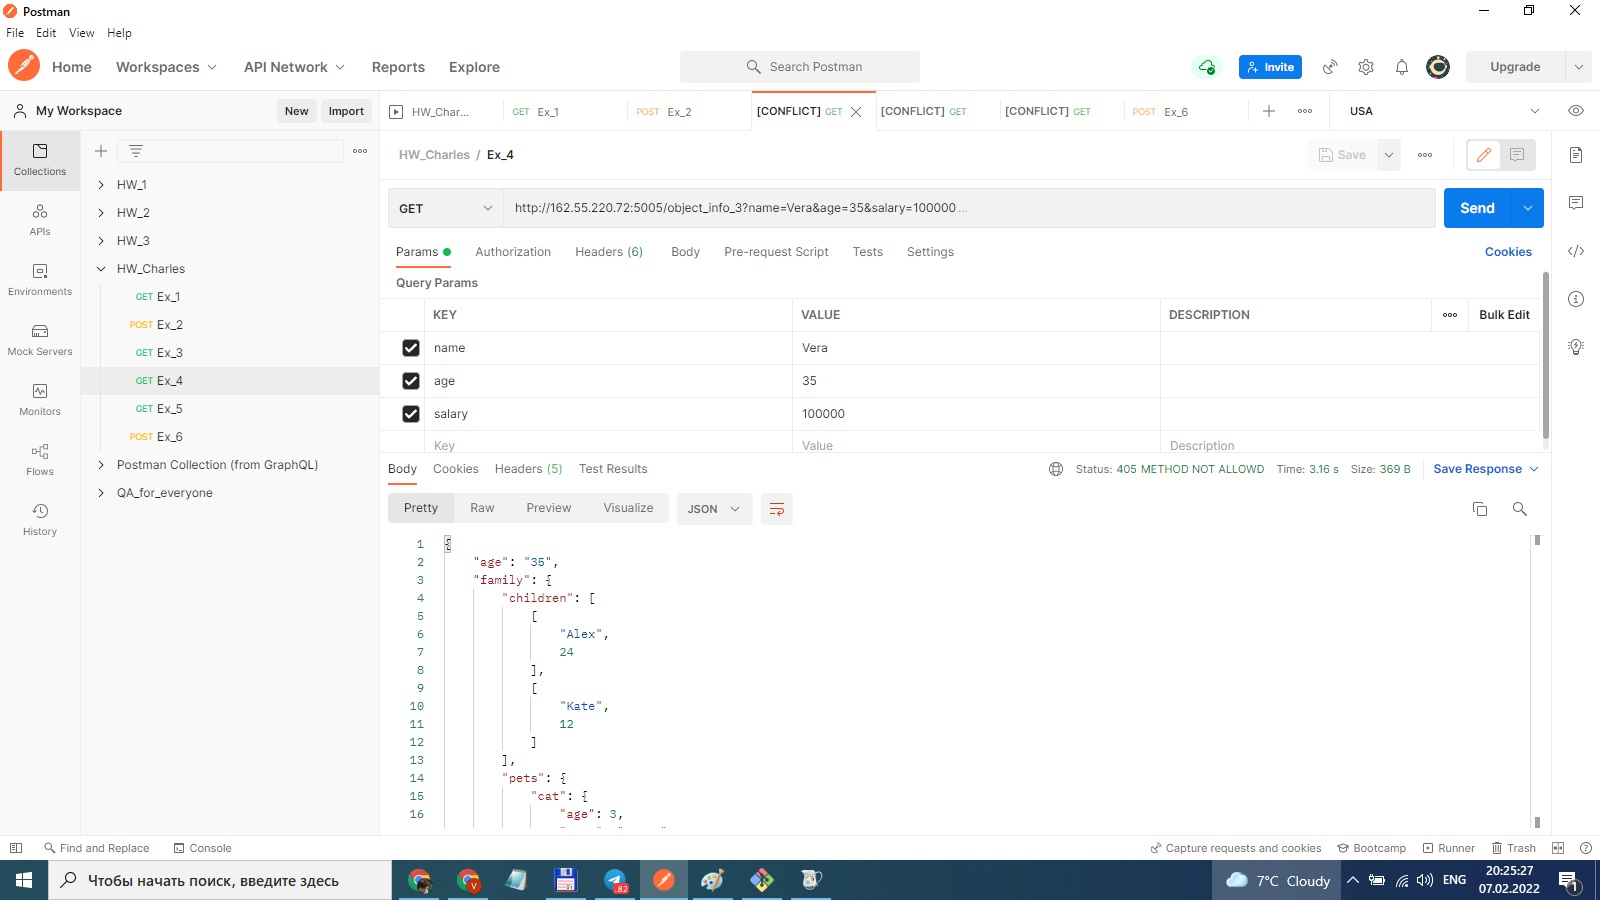 Postman
File Edit View Help
Home Workspaces API Network Reports Explore Search Postman Invite Upgrade
My Workspace New Import HW_Char... GET Ex_1 POST Ex_2 [CONFLICT] GET [CONFLICT] GET [CONFLICT] GET POST Ex_6 USA
HW_Charles / Ex_4 Save
Collections
APIs
Environments
Mock Servers
Monitors
Flows
History
HW_1
HW_2
HW_3
HW_Charles
GET Ex_1
POST Ex_2
GET Ex_3
GET Ex_4
GET Ex_5
POST Ex_6
Postman Collection (from GraphQL)
QA_for_everyone
GET http://162.55.220.72:5005/object_info_3?name=Vera&age=35&salary=100000... Send
Params Authorization Headers (6) Body Pre-request Script Tests Settings Cookies
Query Params
KEY VALUE DESCRIPTION Bulk Edit
name Vera
age 35
salary 100000
Key Value Description
Body Cookies Headers (5) Test Results Status: 405 METHOD NOT ALLOWD Time: 3.16 s Size: 369 B Save Response
Pretty Raw Preview Visualize JSON
1 {
2 "age": "35",
3 "family": {
4 "children": [
5 [
6 "Alex",
7 24
8 ],
9 [
10 "Kate",
11 12
12 ]
13 ],
14 "pets": {
15 "cat": {
16 "age": 3,
Find and Replace Console Capture requests and cookies Bootcamp Runner Trash
Чтобы начать поиск, введите здесь 82 7°C Cloudy ENG 20:25:27
07.02.2022 1